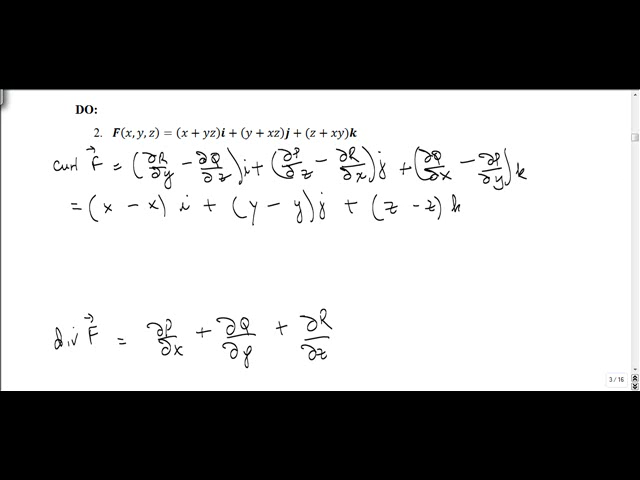 DO:
2. F(x, y, z) = (x + yz)i + (y + xz)j + (z + xy)k
curl F⃗ = (∂R/∂y − ∂Q/∂z)i + (∂P/∂z − ∂R/∂x)j + (∂Q/∂x − ∂P/∂y)k
= (x − x) i + (y − y)j + (z − z) k
div F⃗ = ∂P/∂x + ∂Q/∂y + ∂R/∂z
3 / 16